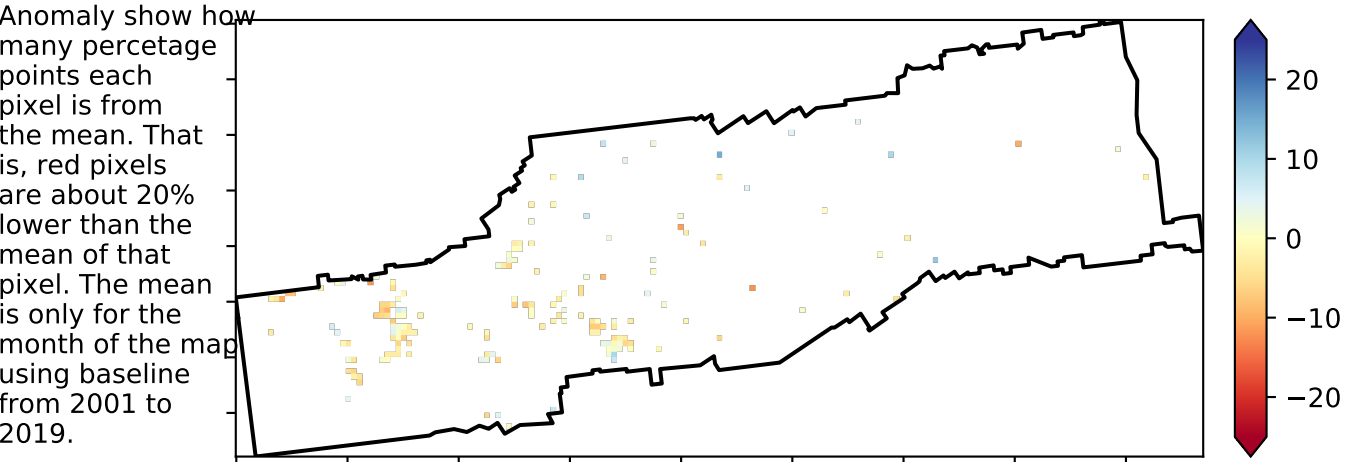 Anomaly show how
many percetage
points each
pixel is from
the mean. That
is, red pixels
are about 20%
lower than the
mean of that
pixel. The mean
is only for the
month of the map
using baseline
from 2001 to
2019.
20
10
0
−10
−20